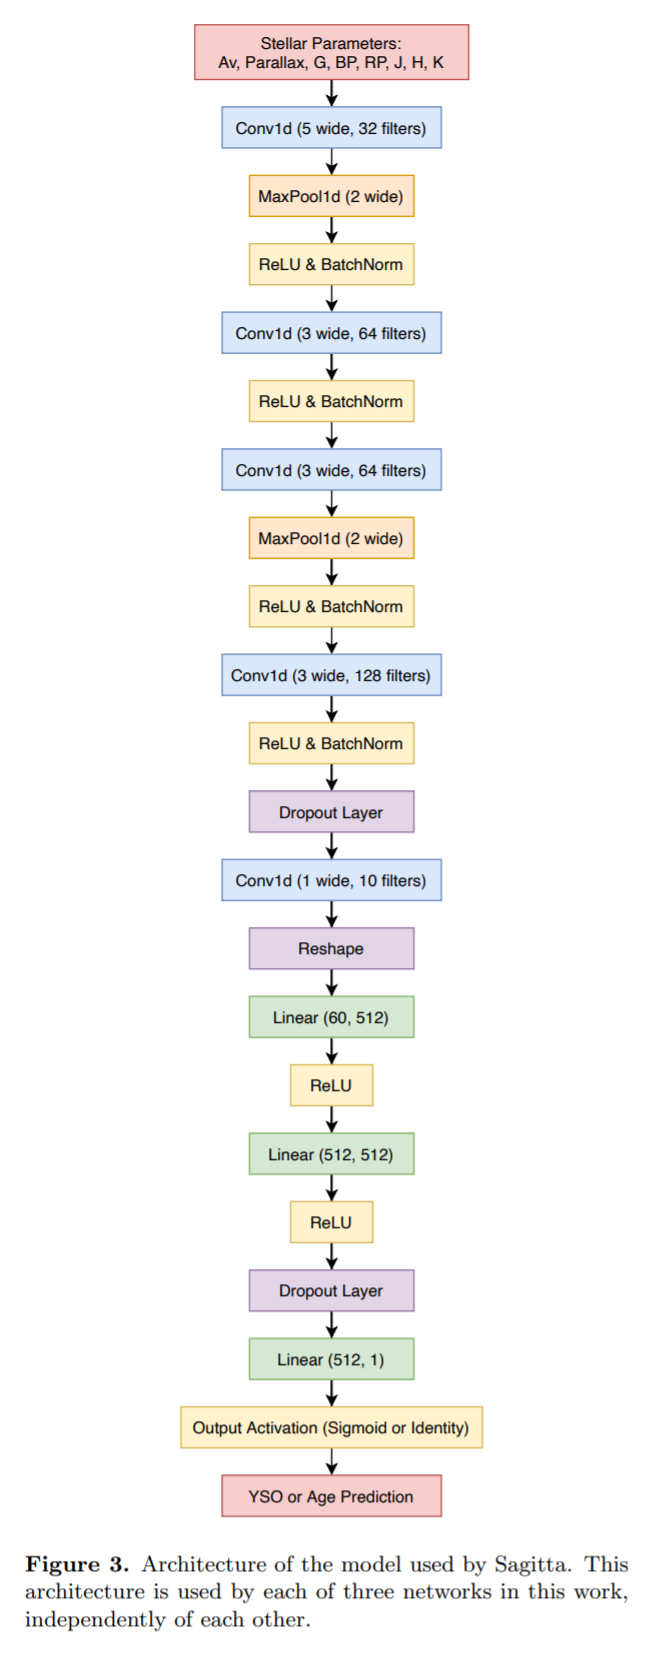 Stellar Parameters:
Av, Parallax, G, BP, RP, J, H, K
Conv1d (5 wide, 32 filters)
MaxPool1d (2 wide)
ReLU & BatchNorm
Conv1d (3 wide, 64 filters)
ReLU & BatchNorm
Conv1d (3 wide, 64 filters)
MaxPool1d (2 wide)
ReLU & BatchNorm
Conv1d (3 wide, 128 filters)
ReLU & BatchNorm
Dropout Layer
Conv1d (1 wide, 10 filters)
Reshape
Linear (60, 512)
ReLU
Linear (512, 512)
ReLU
Dropout Layer
Linear (512, 1)
Output Activation (Sigmoid or Identity)
YSO or Age Prediction
Figure 3. Architecture of the model used by Sagitta. This
architecture is used by each of three networks in this work,
independently of each other.